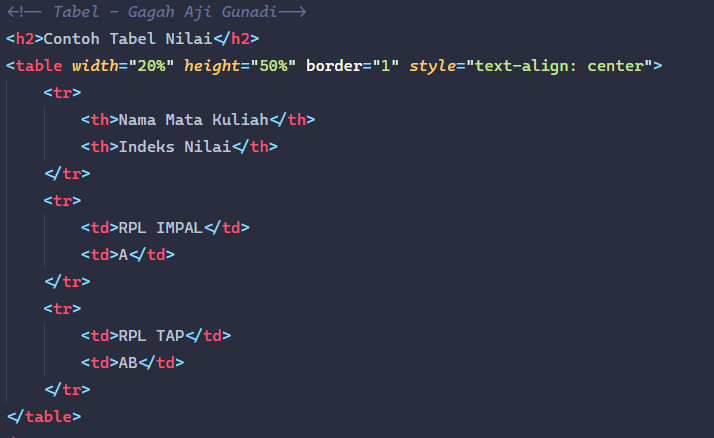 <!-- Tabel - Gagah Aji Gunadi-->
<h2>Contoh Tabel Nilai</h2>
<table width="20%" height="50%" border="1" style="text-align: center">
<tr>
<th>Nama Mata Kuliah</th>
<th>Indeks Nilai</th>
</tr>
<tr>
<td>RPL IMPAL</td>
<td>A</td>
</tr>
<tr>
<td>RPL TAP</td>
<td>AB</td>
</tr>
</table>